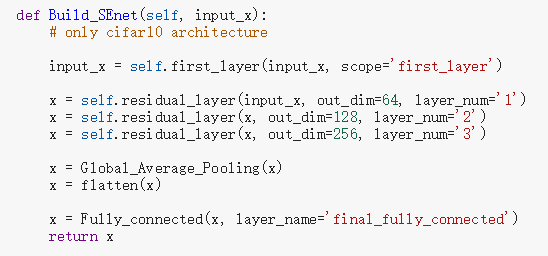 def Build_SEnet(self, input_x):
# only cifar10 architecture
input_x = self.first_layer(input_x, scope='first_layer')
x = self.residual_layer(input_x, out_dim=64, layer_num='1')
x = self.residual_layer(x, out_dim=128, layer_num='2')
x = self.residual_layer(x, out_dim=256, layer_num='3')
x = Global_Average_Pooling(x)
x = flatten(x)
x = Fully_connected(x, layer_name='final_fully_connected')
return x